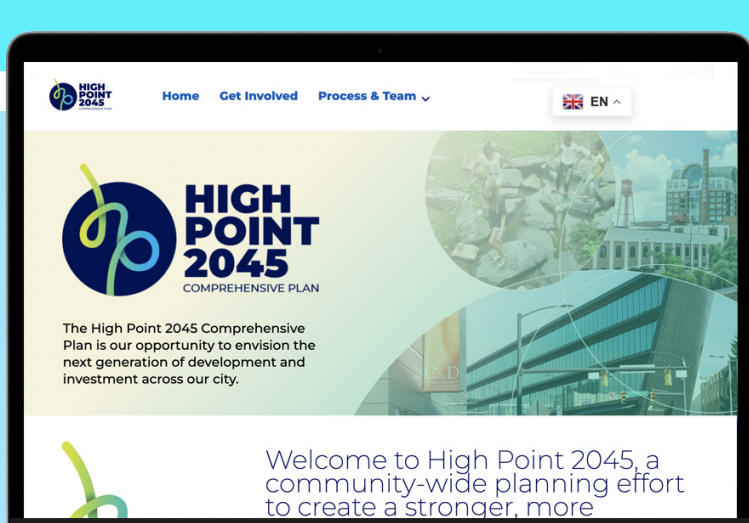 HIGH
POINT
2045
COMPREHENSIVE PLAN
Home Get Involved Process & Team
EN
HIGH
POINT
2045
COMPREHENSIVE PLAN
The High Point 2045 Comprehensive
Plan is our opportunity to envision the
next generation of development and
investment across our city.
C&D
Welcome to High Point 2045, a
community-wide planning effort
to create a stronger, more